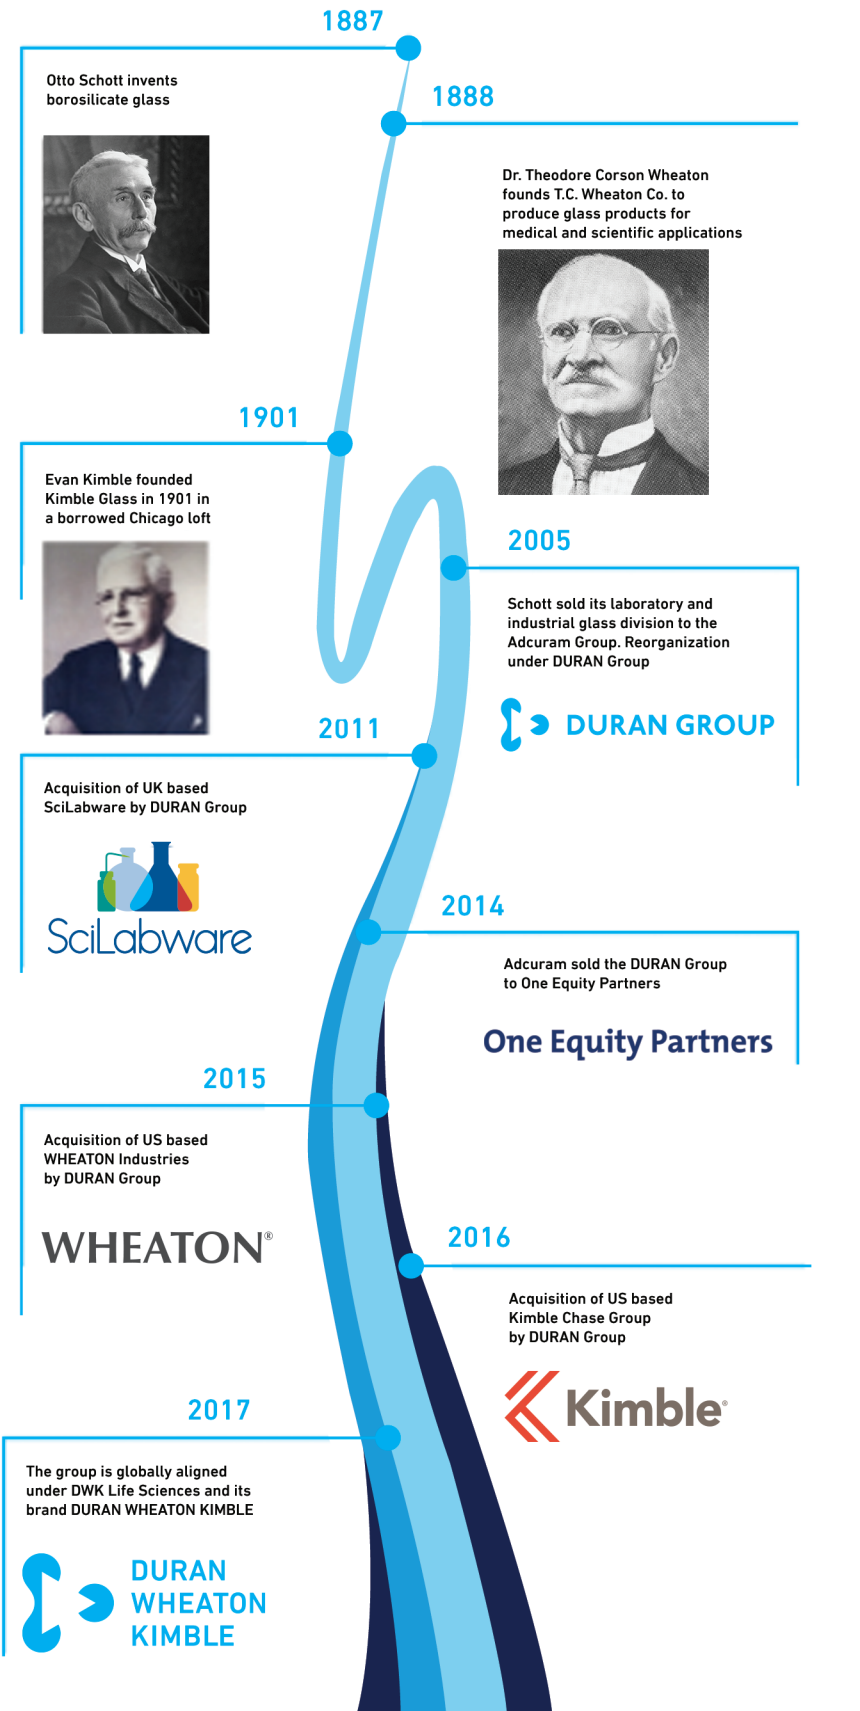 1887
Otto Schott invents
borosilicate glass
1888
Dr. Theodore Corson Wheaton
founds T.C. Wheaton Co. to
produce glass products for
medical and scientific applications
1901
Evan Kimble founded
Kimble Glass in 1901 in
a borrowed Chicago loft
2005
Schott sold its laboratory and
industrial glass division to the
Adcuram Group. Reorganization
under DURAN Group
DURAN GROUP
2011
Acquisition of UK based
SciLabware by DURAN Group
SciLabware
2014
Adcuram sold the DURAN Group
to One Equity Partners
One Equity Partners
2015
Acquisition of US based
WHEATON Industries
by DURAN Group
WHEATON®
2016
Acquisition of US based
Kimble Chase Group
by DURAN Group
Kimble®
2017
The group is globally aligned
under DWK Life Sciences and its
brand DURAN WHEATON KIMBLE
DURAN
WHEATON
KIMBLE